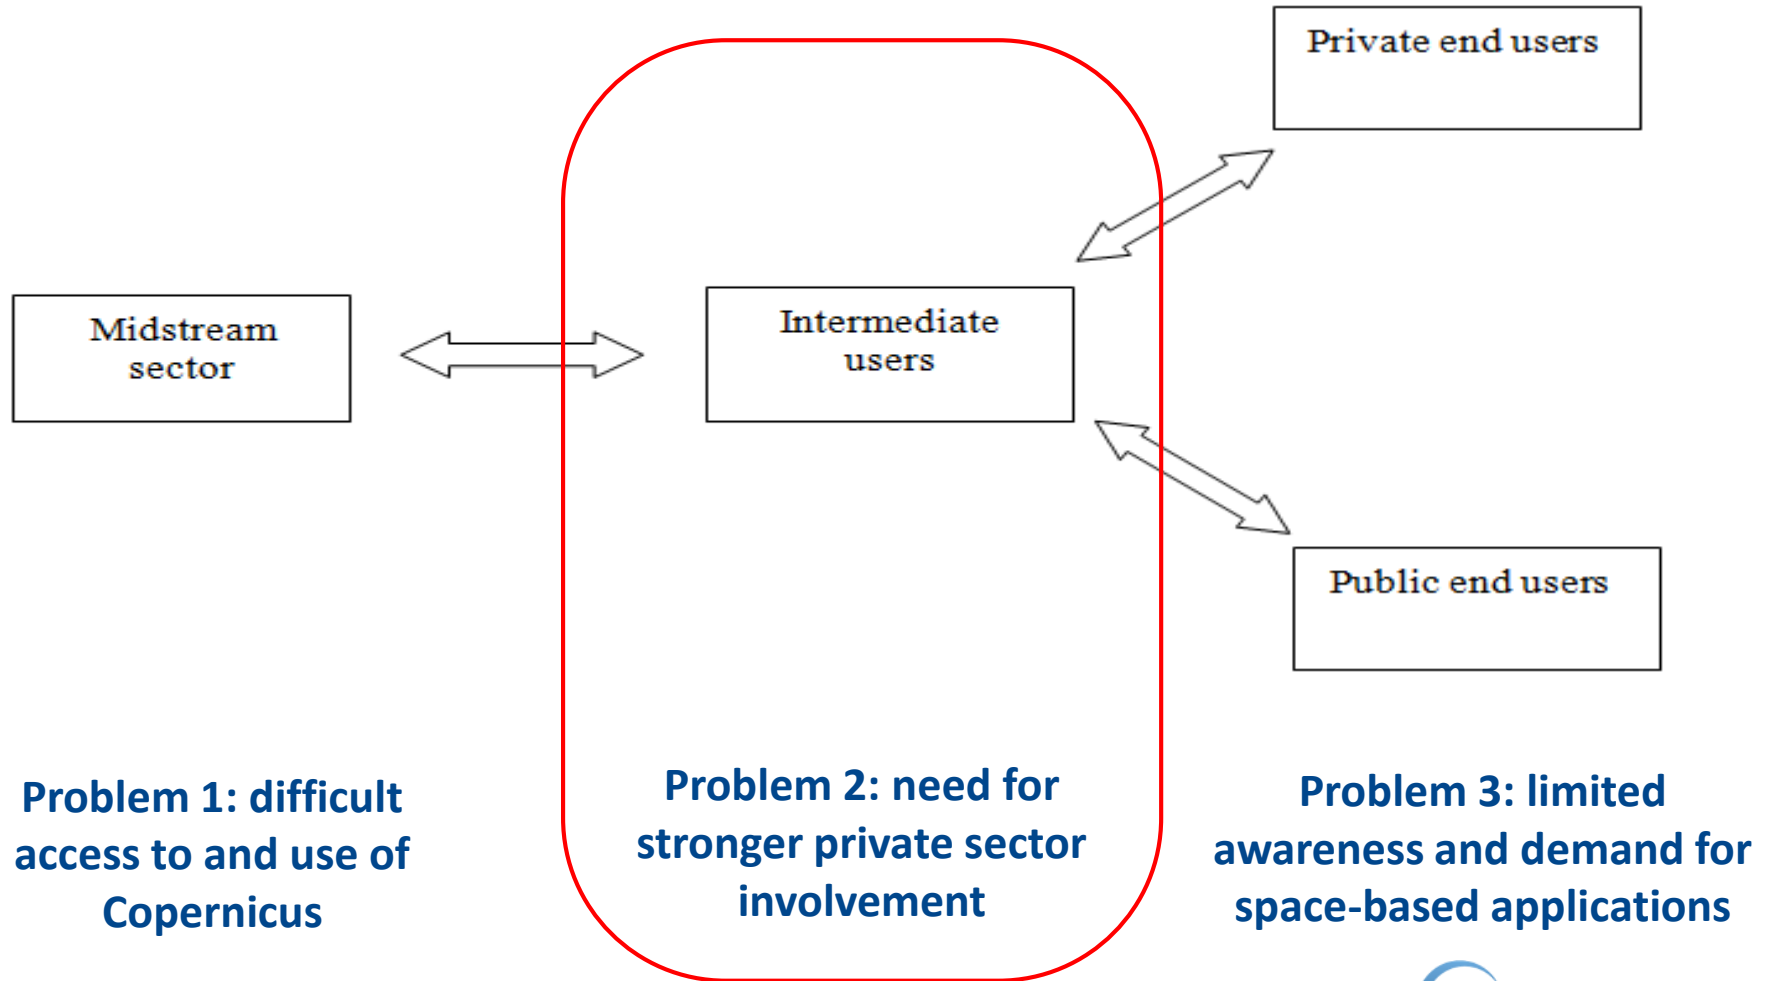 Private end users
Midstream
sector
Intermediate
users
Public end users
Problem 1: difficult
access to and use of
Copernicus
Problem 2: need for
stronger private sector
involvement
Problem 3: limited
awareness and demand for
space-based applications